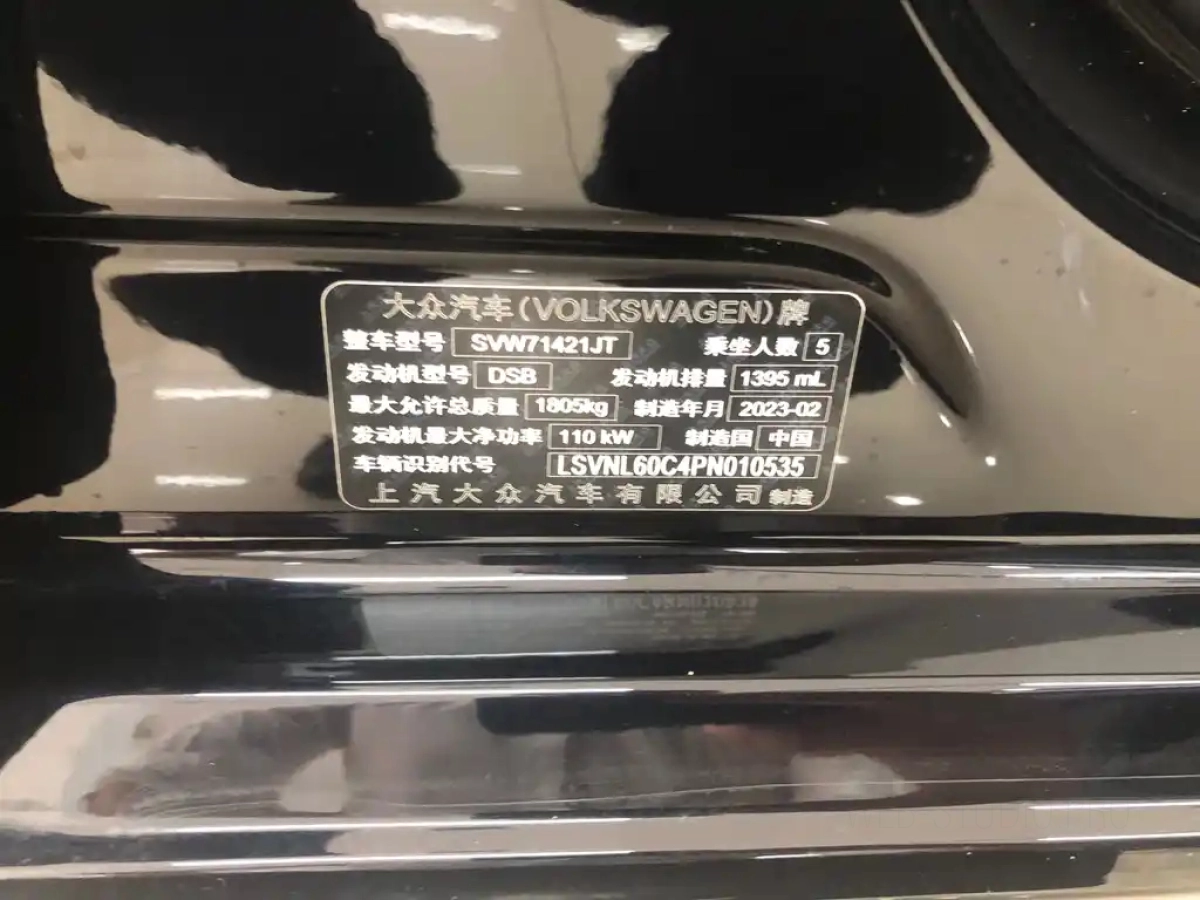 大众汽车(VOLKSWAGEN)牌
整车型号 SVW71421JT 乘坐人数 5
发动机型号 DSB 发动机排量 1395 mL
最大允许总质量 1805kg 制造年月 2023-02
发动机最大净功率 110 kW 制造国 中国
车辆识别代号 LSVNL60C4PN010535
上汽大众汽车有限公司 制造